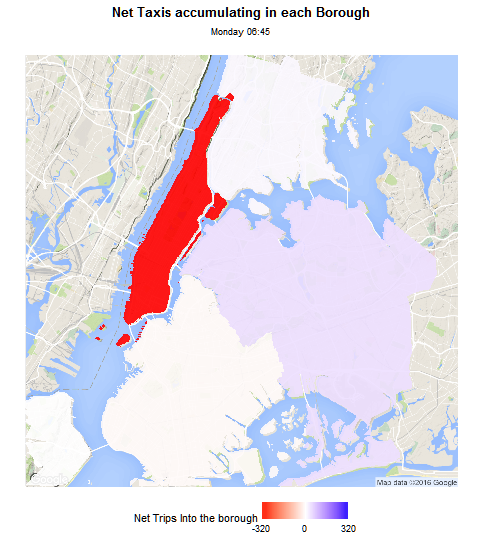 Net Taxis accumulating in each Borough
Monday 06:45
Map data ©2016 Google
Net Trips Into the borough
-320 0 320